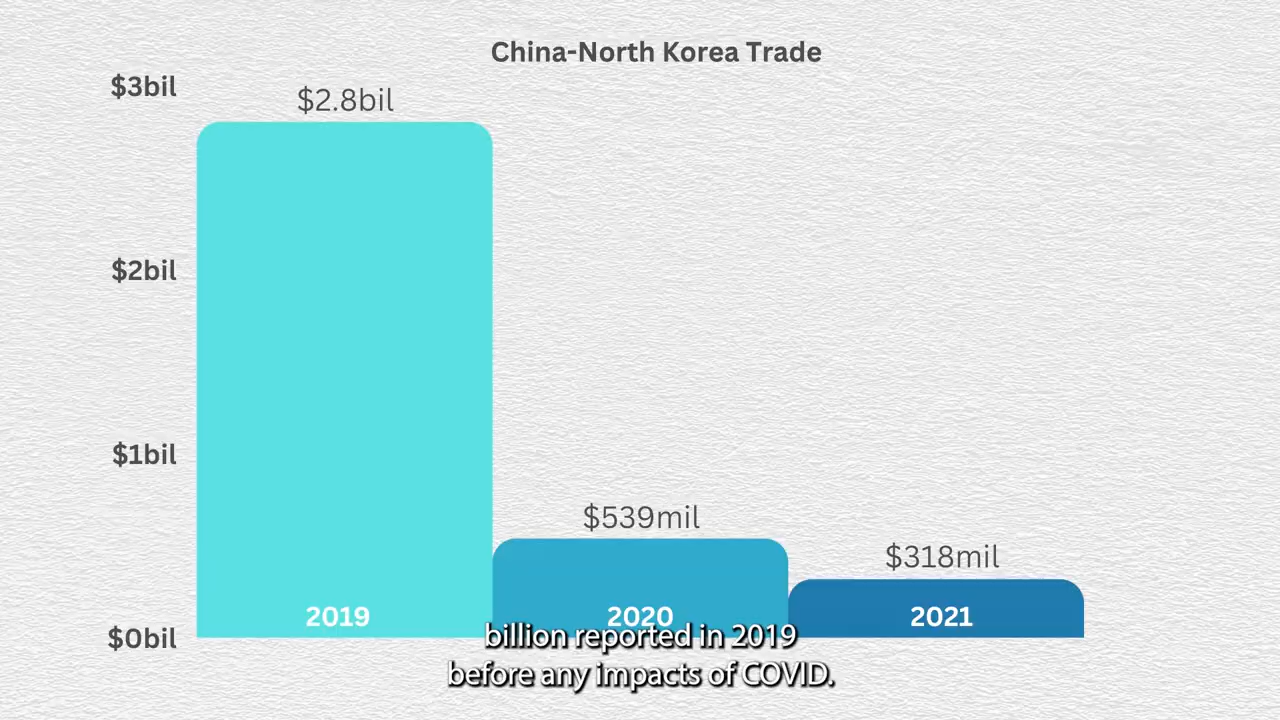 China-North Korea Trade
$3bil
$2.8bil
$2bil
$1bil
$539mil
$318mil
2019
2020
2021
$0bil
billion reported in 2019
before any impacts of COVID.